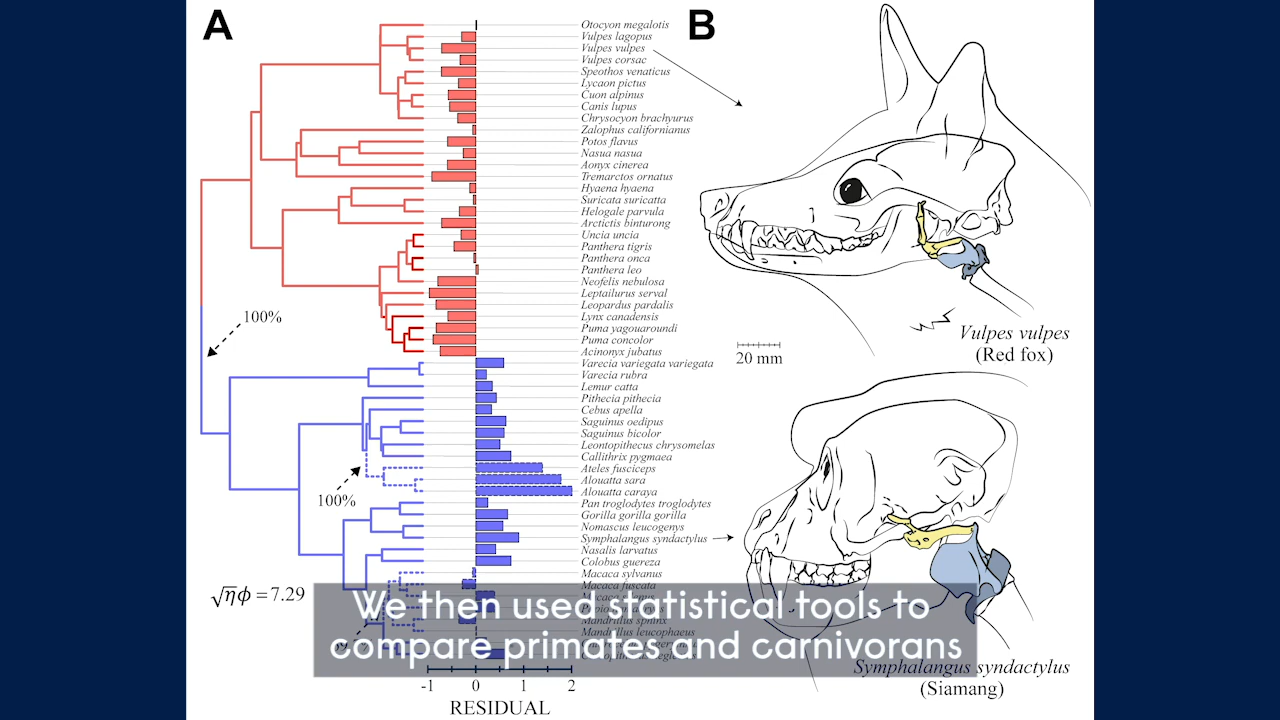 A
Otocyon megalotis
Vulpes lagopus
Vulpes vulpes
Vulpes corsac
Speothos venaticus
Lycaon pictus
Cuon alpinus
Canis lupus
Chrysocyon brachyurus
Zalophus californianus
Potos flavus
Nasua nasua
Aonyx cinerea
Tremarctos ornatus
Hyaena hyaena
Suricata suricatta
Helogale parvula
Arctictis binturong
Uncia uncia
Panthera tigris
Panthera onca
Panthera leo
Neofelis nebulosa
Leptailurus serval
Leopardus pardalis
Lynx canadensis
Puma yagouaroundi
Puma concolor
Acinonyx jubatus
Varecia variegata variegata
Varecia rubra
Lemur catta
Pithecia pithecia
Cebus apella
Saguinus oedipus
Saguinus bicolor
Leontopithecus chrysomelas
Callithrix pygmaea
Ateles fusciceps
Alouatta sara
Alouatta caraya
Pan troglodytes troglodytes
Gorilla gorilla gorilla
Nomascus leucogenys
Symphalangus syndactylus
Nasalis larvatus
Colobus guereza
Macaca sylvanus
Macaca fuscata
Mandrillus sphinx
Mandrillus leucophaeus
100%
100%
√ηϕ = 7.29
-1 0 1 2
RESIDUAL
B
Vulpes vulpes
(Red fox)
20 mm
Symphalangus syndactylus
(Siamang)
We then used statistical tools to
compare primates and carnivorans